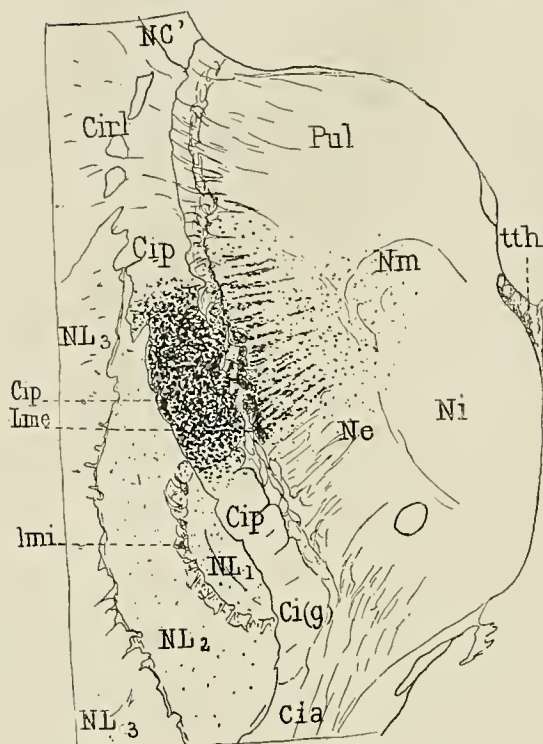 NC'
Cirl
Pul
tth
Cip
Nm
NL3
Cip
Lme
Ne
Ni
lmi
Cip
NL1
Ci(g)
NL2
NL3
Cia